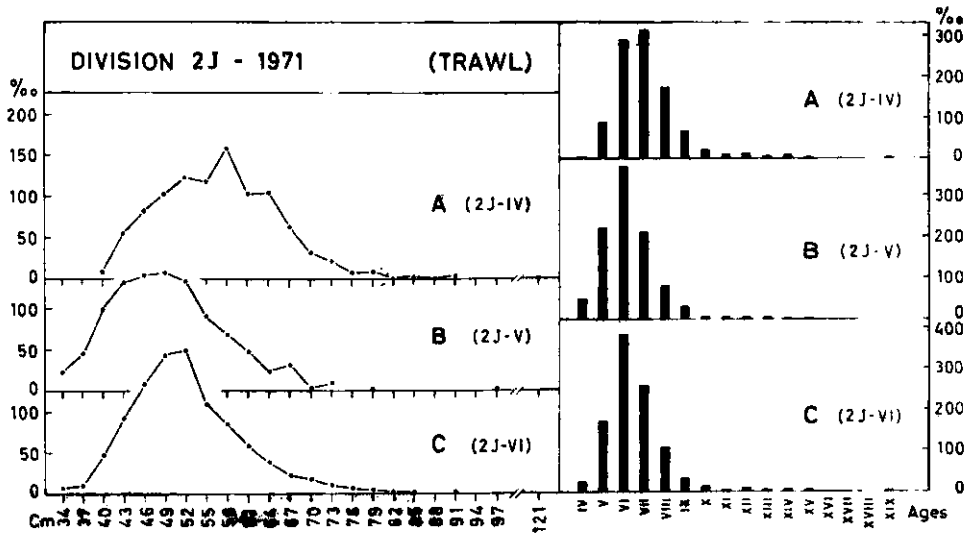 DIVISION 2J - 1971 (TRAWL)
‰
200
150
100
50
0
A (2J-IV)
100
50
0
B (2J-V)
100
50
0
C (2J-VI)
Cm 34 37 40 43 46 49 52 55 58 61 64 67 70 73 76 79 82 85 88 91 94 97 121
‰
300
200
100
0
A (2J-IV)
300
200
100
0
B (2J-V)
400
300
200
100
0
C (2J-VI)
IV V VI VII VIII IX X XI XII XIII XIV XV XVI XVII XVIII XIX Ages